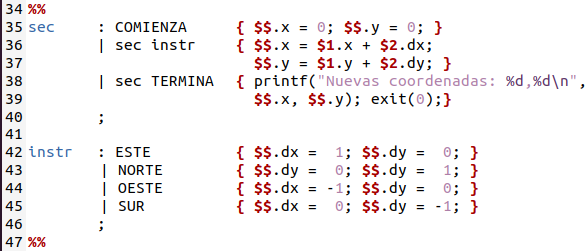 34 %%
35 sec     : COMIENZA     { $$.x = 0; $$.y = 0; }
36         | sec instr    { $$.x = $1.x + $2.dx;
37                          $$.y = $1.y + $2.dy; }
38         | sec TERMINA  { printf("Nuevas coordenadas: %d,%d\n",
39                          $$.x, $$.y); exit(0);}
40         ;
41
42 instr   : ESTE         { $$.dx =  1; $$.dy =  0; }
43         | NORTE        { $$.dy =  0; $$.dy =  1; }
44         | OESTE        { $$.dx = -1; $$.dy =  0; }
45         | SUR          { $$.dx =  0; $$.dy = -1; }
46         ;
47 %%